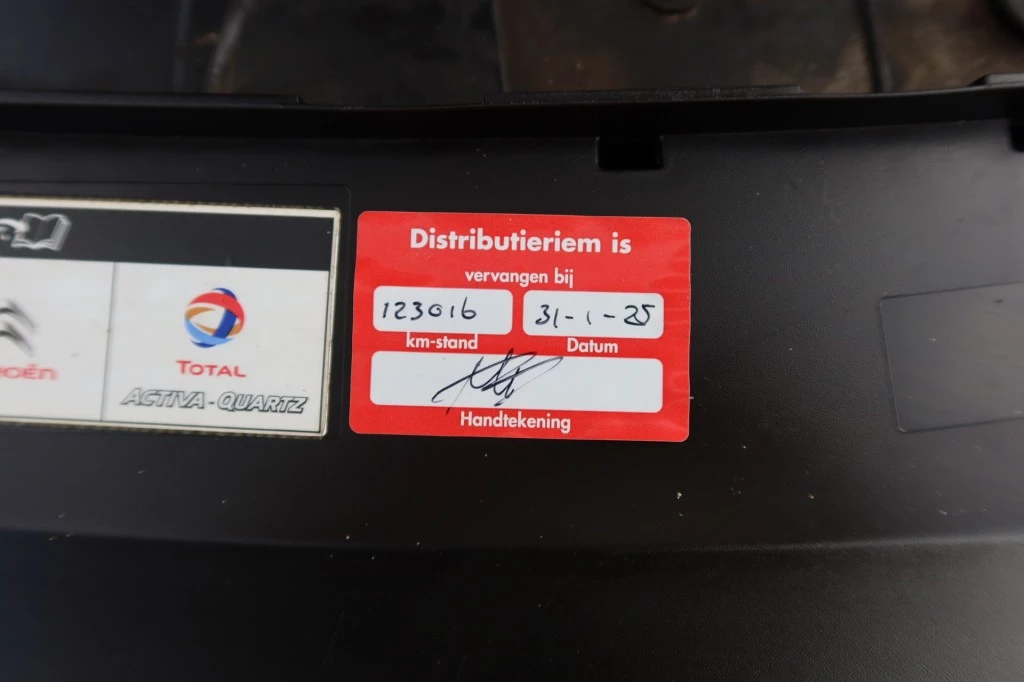 Distributieriem is
vervangen bij
123016
31-1-25
km-stand
Datum
Handtekening
TOTAL
ACTIVA-QUARTZ